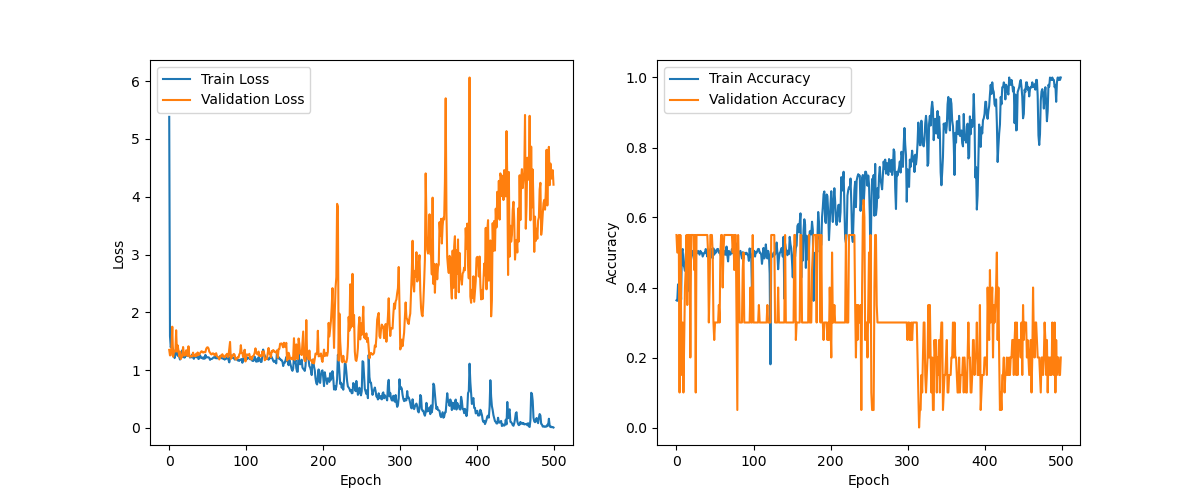 Train Loss
Validation Loss
Loss
6
5
4
3
2
1
0
0 100 200 300 400 500
Epoch
Train Accuracy
Validation Accuracy
Accuracy
1.0
0.8
0.6
0.4
0.2
0.0
0 100 200 300 400 500
Epoch